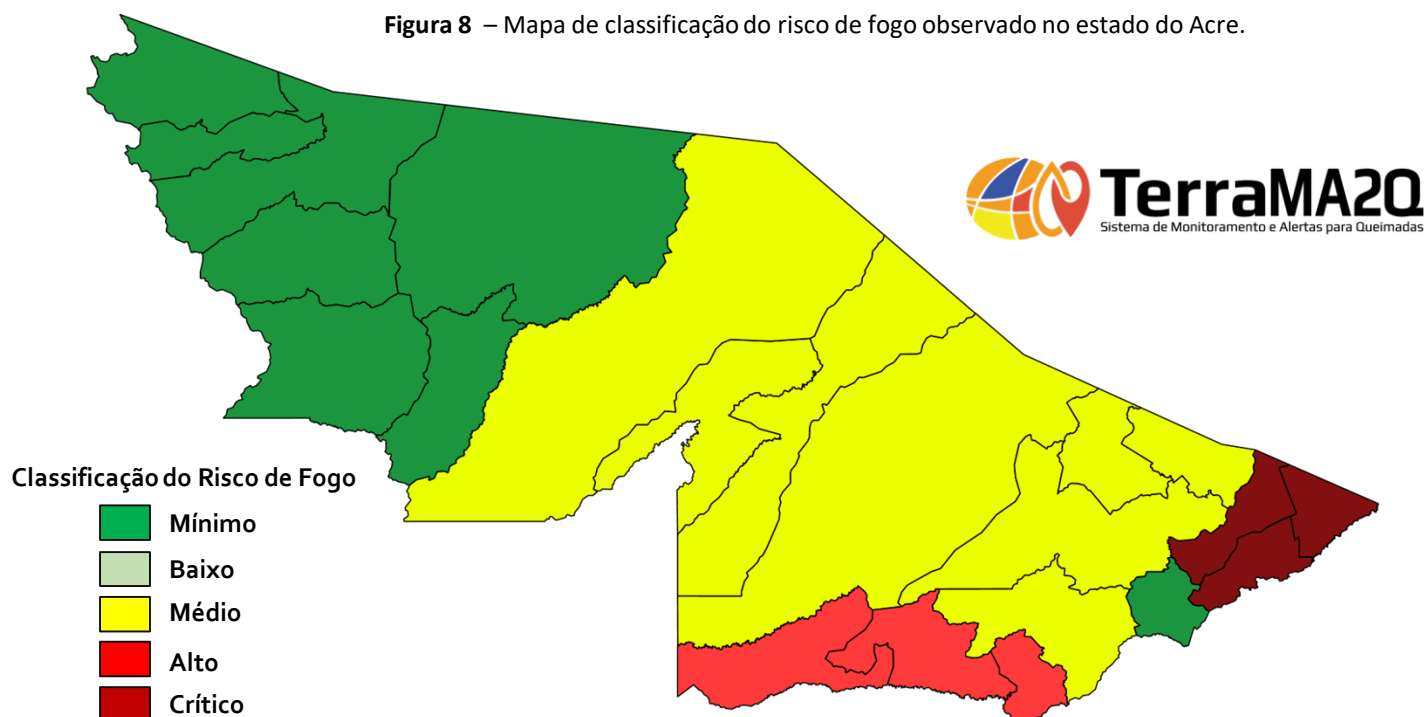 Figura 8 – Mapa de classificação do risco de fogo observado no estado do Acre.
TerraMA2Q
Sistema de Monitoramento e Alertas para Queimadas
Classificação do Risco de Fogo
Mínimo
Baixo
Médio
Alto
Crítico